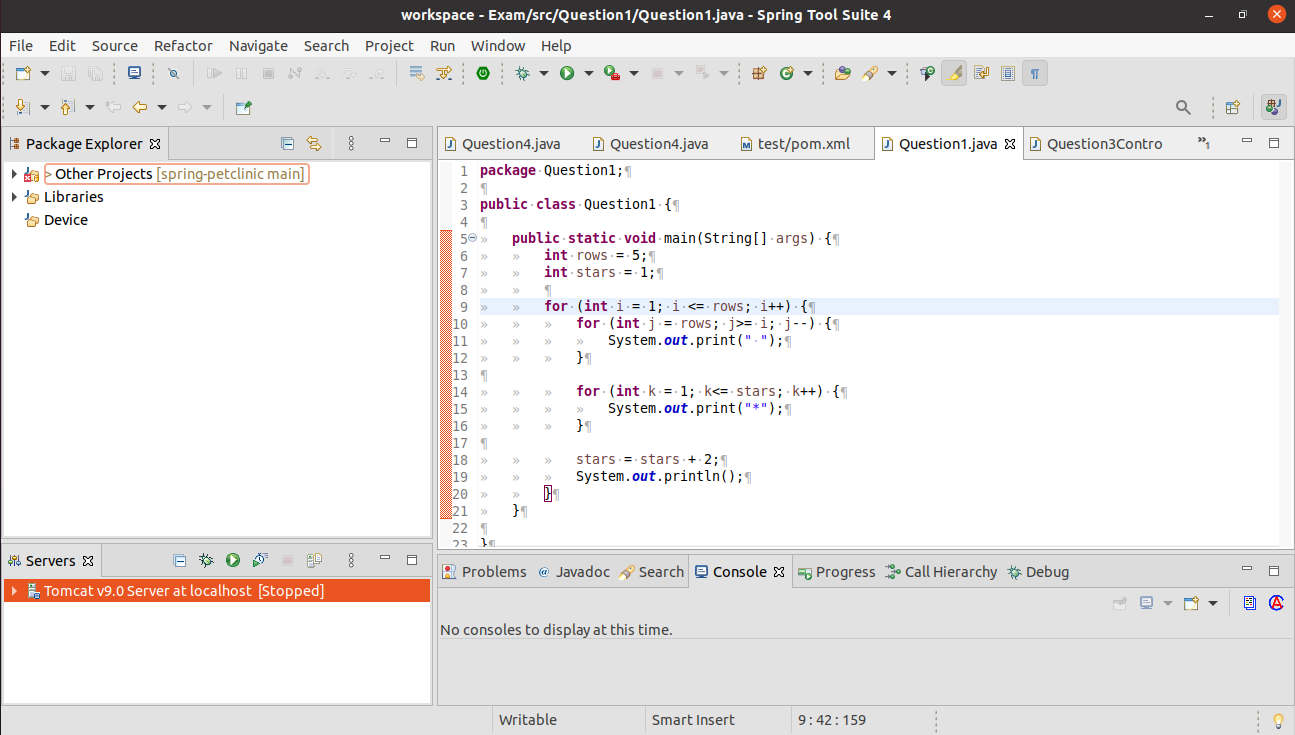 workspace - Exam/src/Question1/Question1.java - Spring Tool Suite 4
File Edit Source Refactor Navigate Search Project Run Window Help
Package Explorer
> Other Projects [spring-petclinic main]
Libraries
Device
Question4.java Question4.java test/pom.xml Question1.java Question3Contro »1
1 package Question1;¶
2 ¶
3 public class Question1 {¶
4 ¶
5 » public static void main(String[] args) {¶
6 » » int rows = 5;¶
7 » » int stars = 1;¶
8 » » ¶
9 » » for (int i = 1; i <= rows; i++) {¶
10 » » » for (int j = rows; j>= i; j--) {¶
11 » » » » System.out.print("·");¶
12 » » » }¶
13 ¶
14 » » » for (int k = 1; k<= stars; k++) {¶
15 » » » » System.out.print("*");¶
16 » » » }¶
17 ¶
18 » » » stars = stars + 2;¶
19 » » » System.out.println();¶
20 » » }¶
21 » }¶
22 ¶
23 }¶
Servers
Tomcat v9.0 Server at localhost [Stopped]
Problems @ Javadoc Search Console Progress Call Hierarchy Debug
No consoles to display at this time.
Writable Smart Insert 9 : 42 : 159